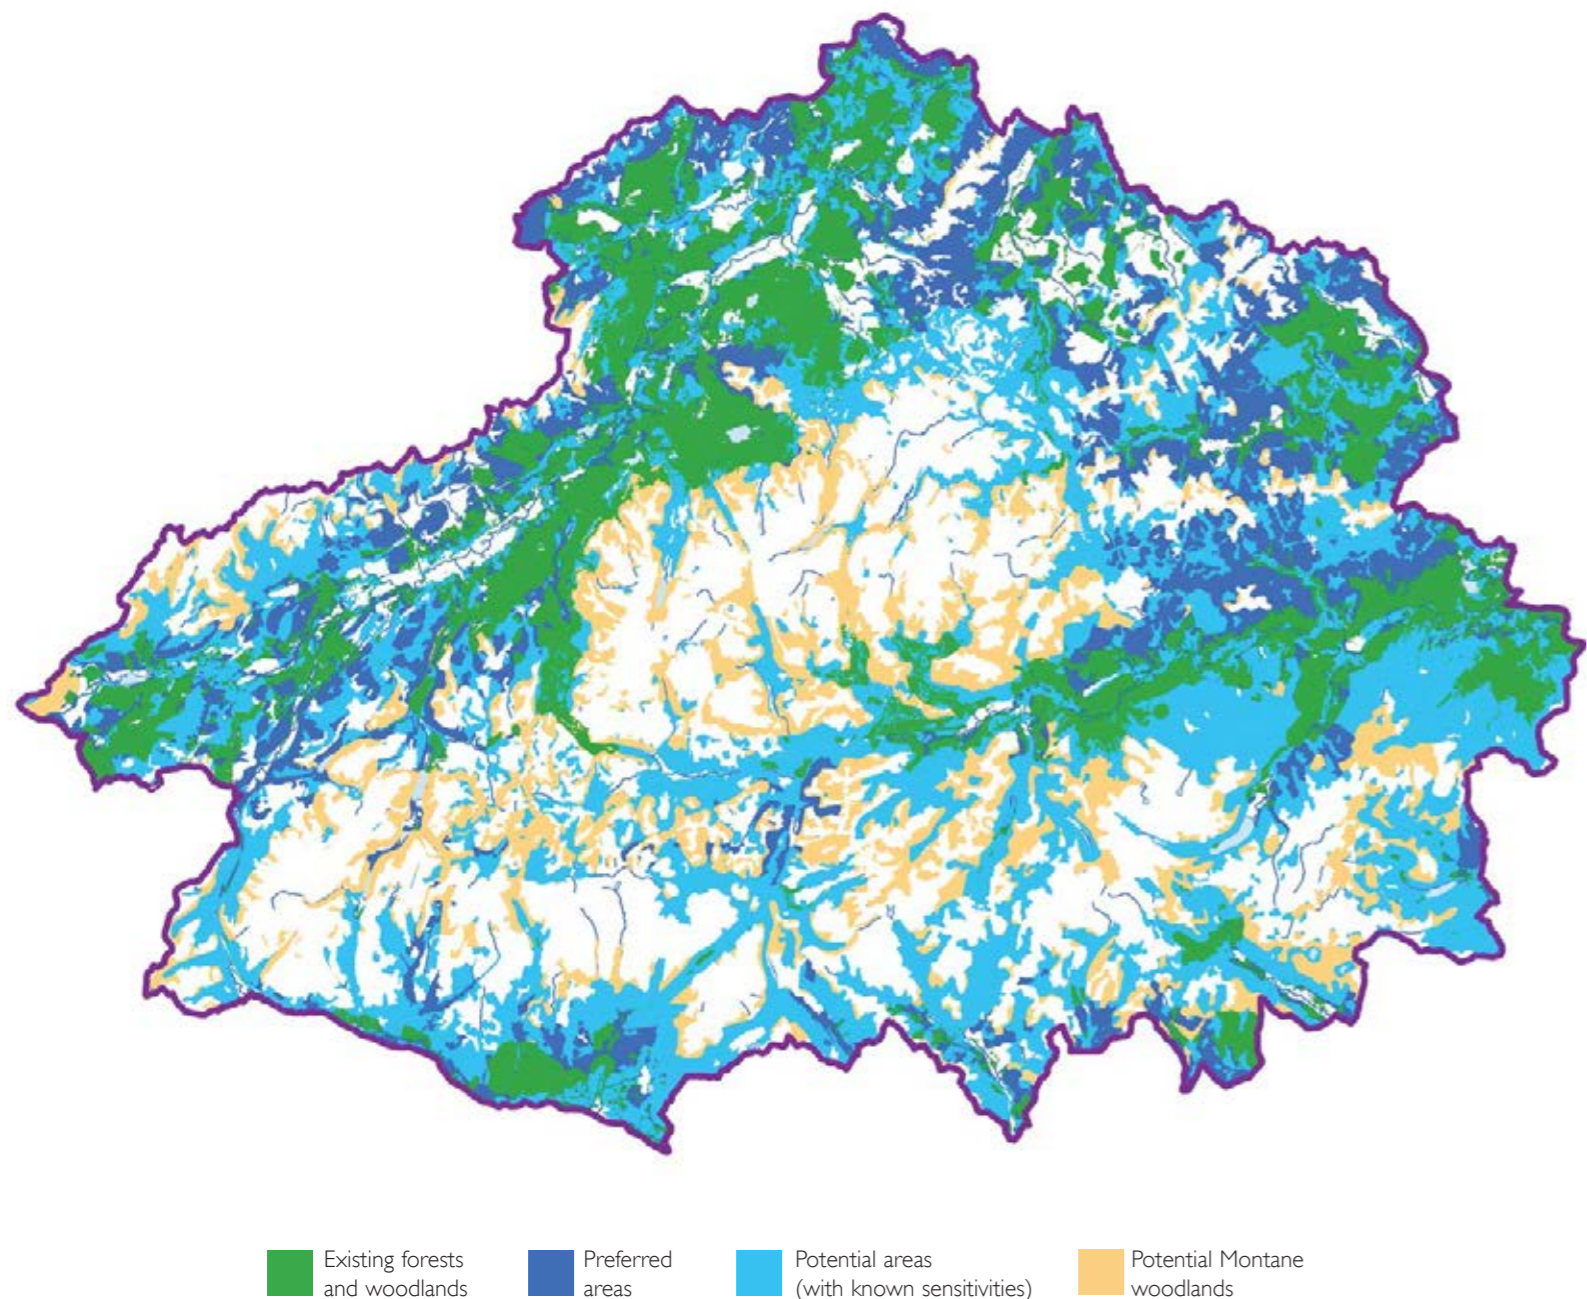 Existing forests
and woodlands
Preferred
areas
Potential areas
(with known sensitivities)
Potential Montane
woodlands